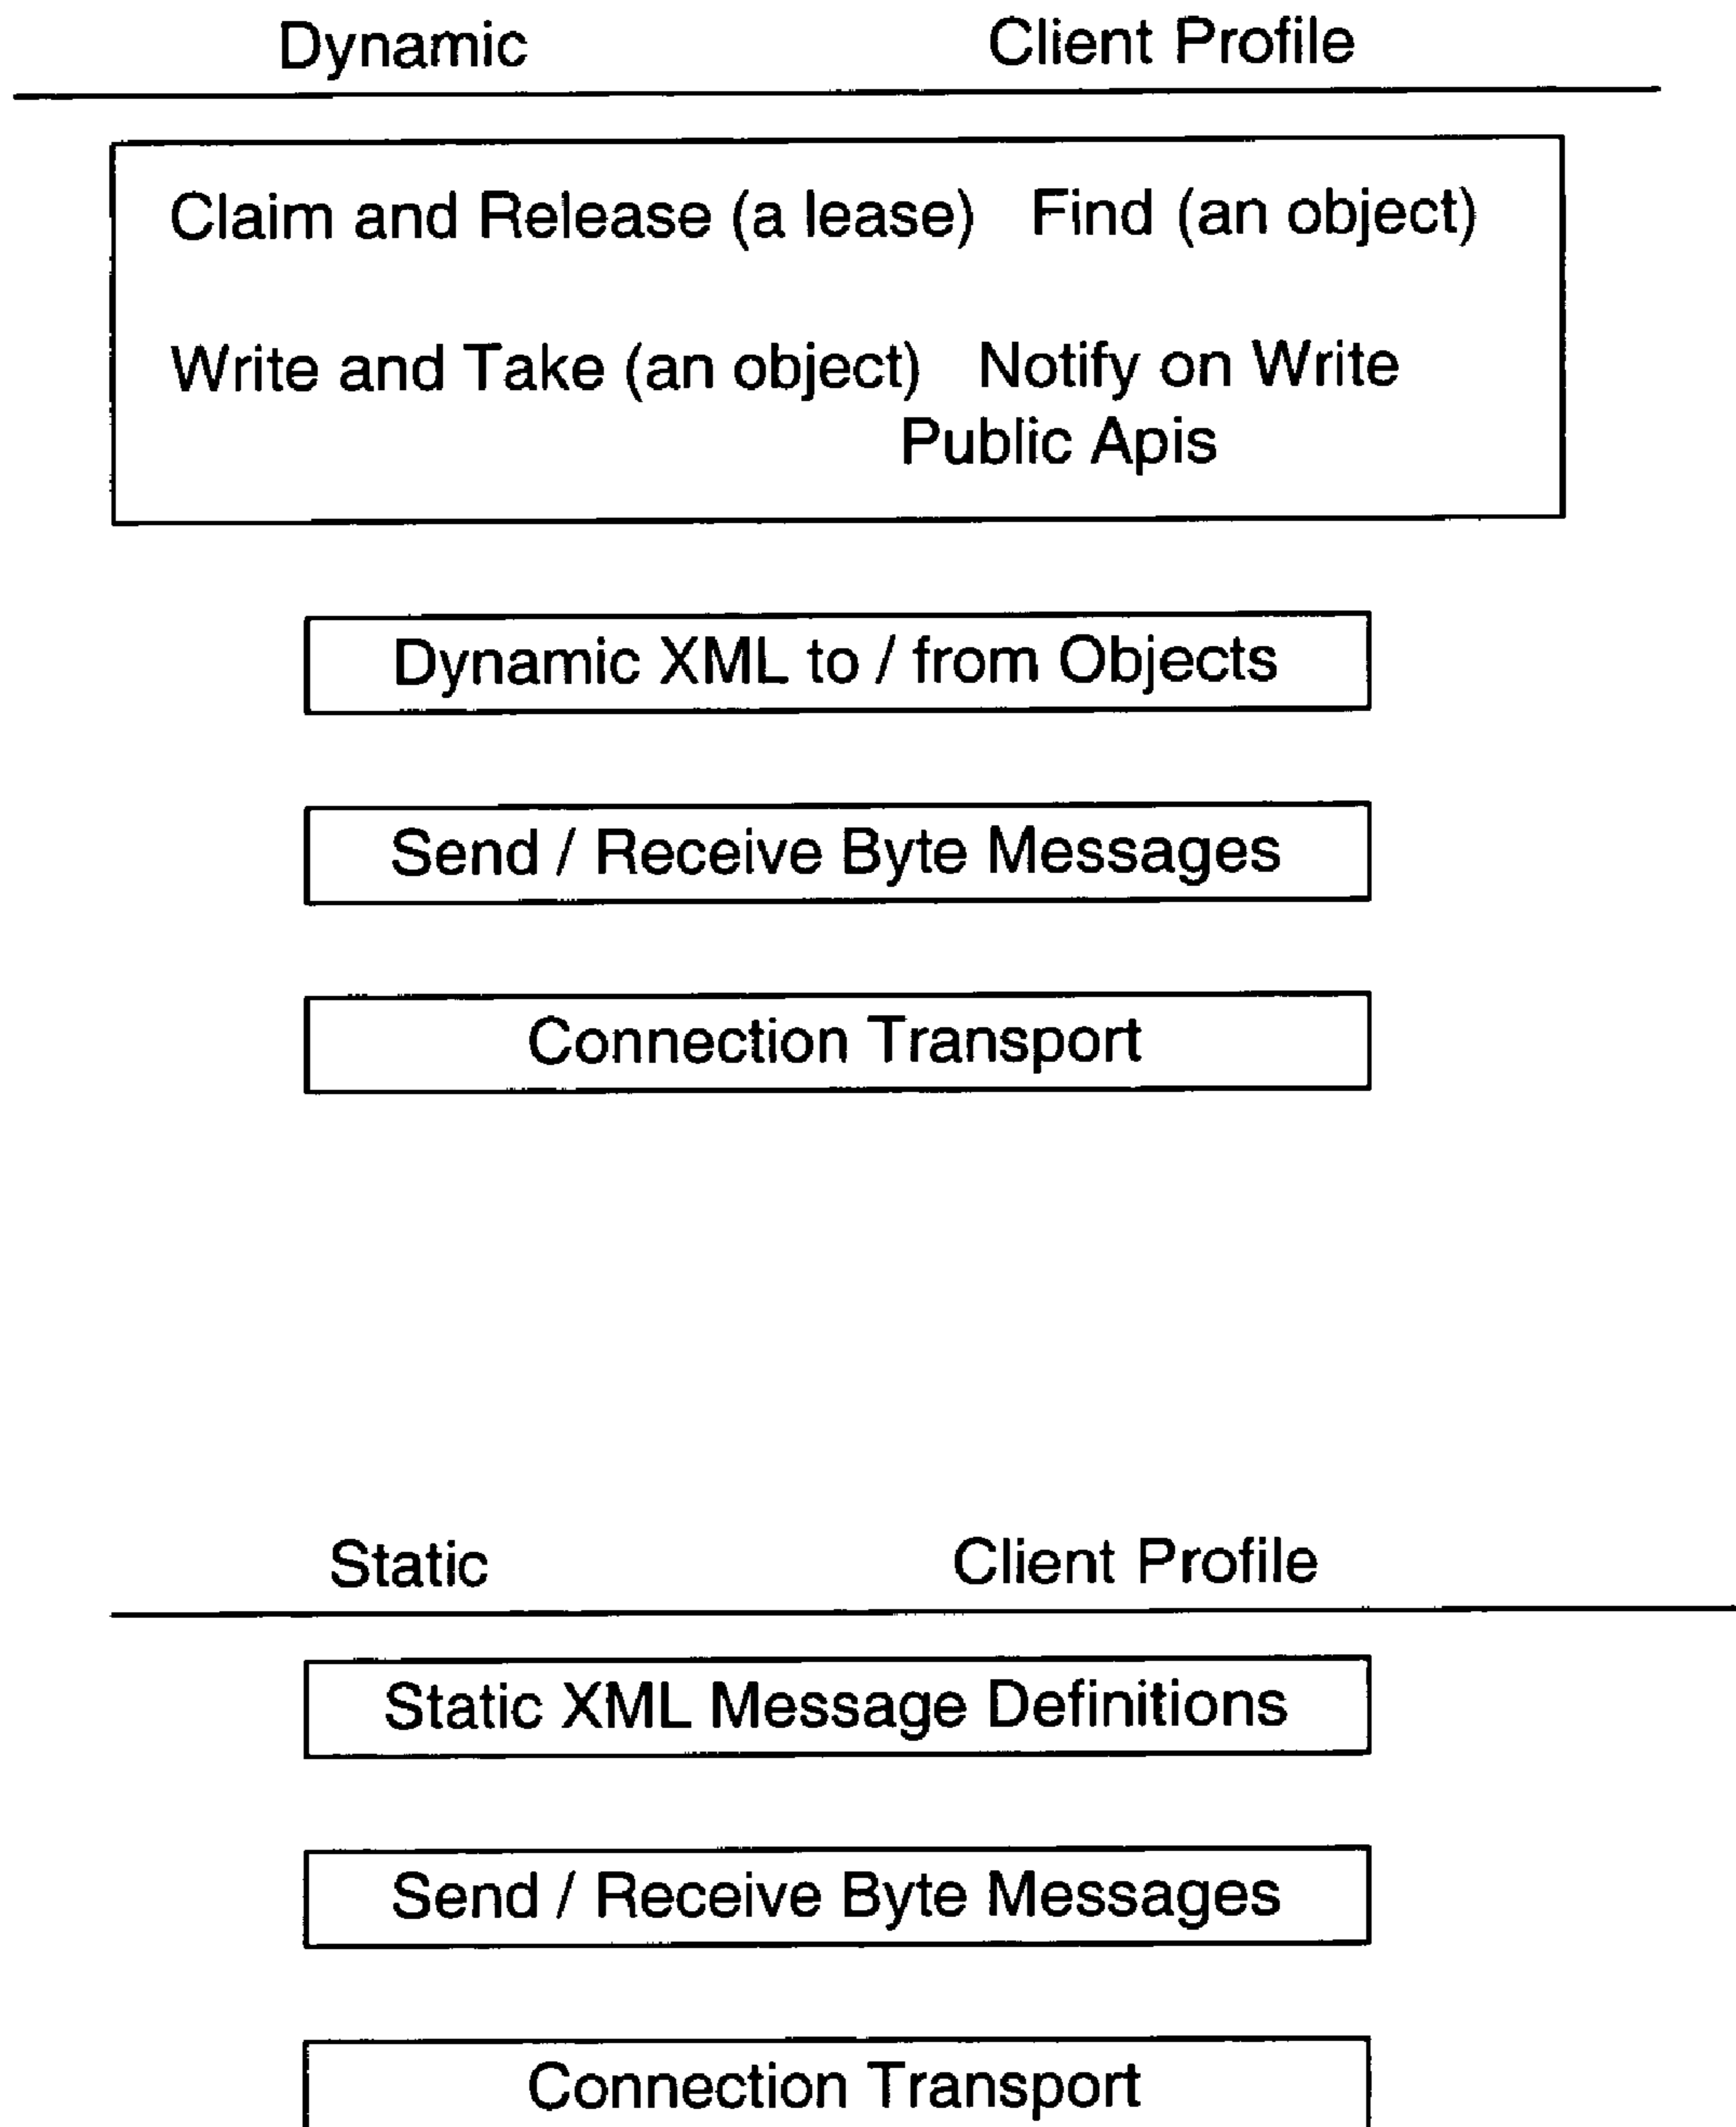 Dynamic Client Profile
Claim and Release (a lease) Find (an object)
Write and Take (an object) Notify on Write
Public Apis
Dynamic XML to / from Objects
Send / Receive Byte Messages
Connection Transport
Static Client Profile
Static XML Message Definitions
Send / Receive Byte Messages
Connection Transport